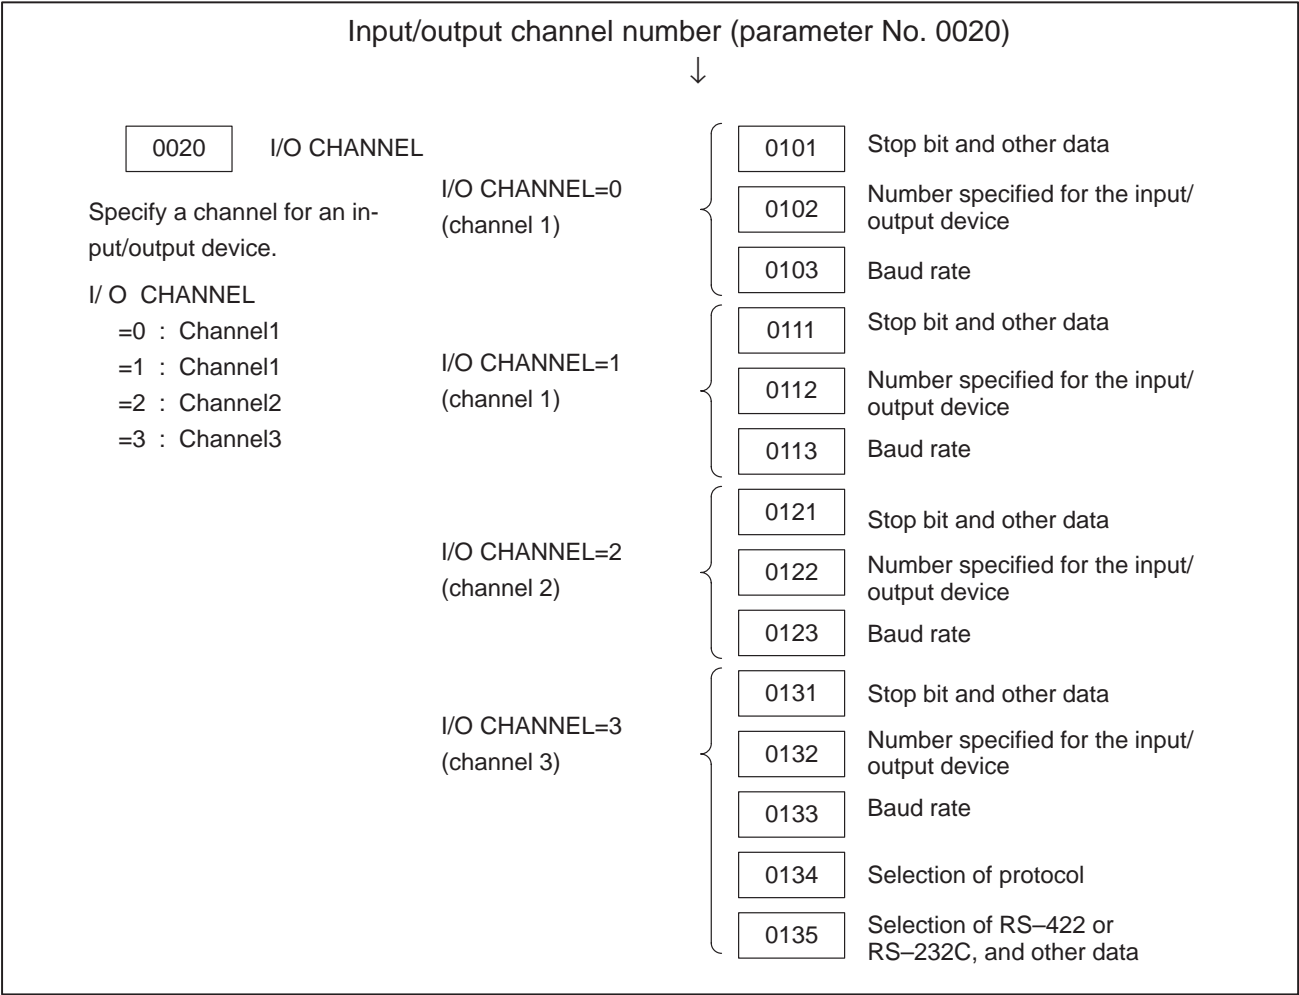 Input/output channel number (parameter No. 0020)
↓
0020 I/O CHANNEL
Specify a channel for an in-
put/output device.
I/ O CHANNEL
=0 : Channel1
=1 : Channel1
=2 : Channel2
=3 : Channel3
I/O CHANNEL=0
(channel 1)
0101 Stop bit and other data
0102 Number specified for the input/
output device
0103 Baud rate
I/O CHANNEL=1
(channel 1)
0111 Stop bit and other data
0112 Number specified for the input/
output device
0113 Baud rate
I/O CHANNEL=2
(channel 2)
0121 Stop bit and other data
0122 Number specified for the input/
output device
0123 Baud rate
I/O CHANNEL=3
(channel 3)
0131 Stop bit and other data
0132 Number specified for the input/
output device
0133 Baud rate
0134 Selection of protocol
0135 Selection of RS–422 or
RS–232C, and other data